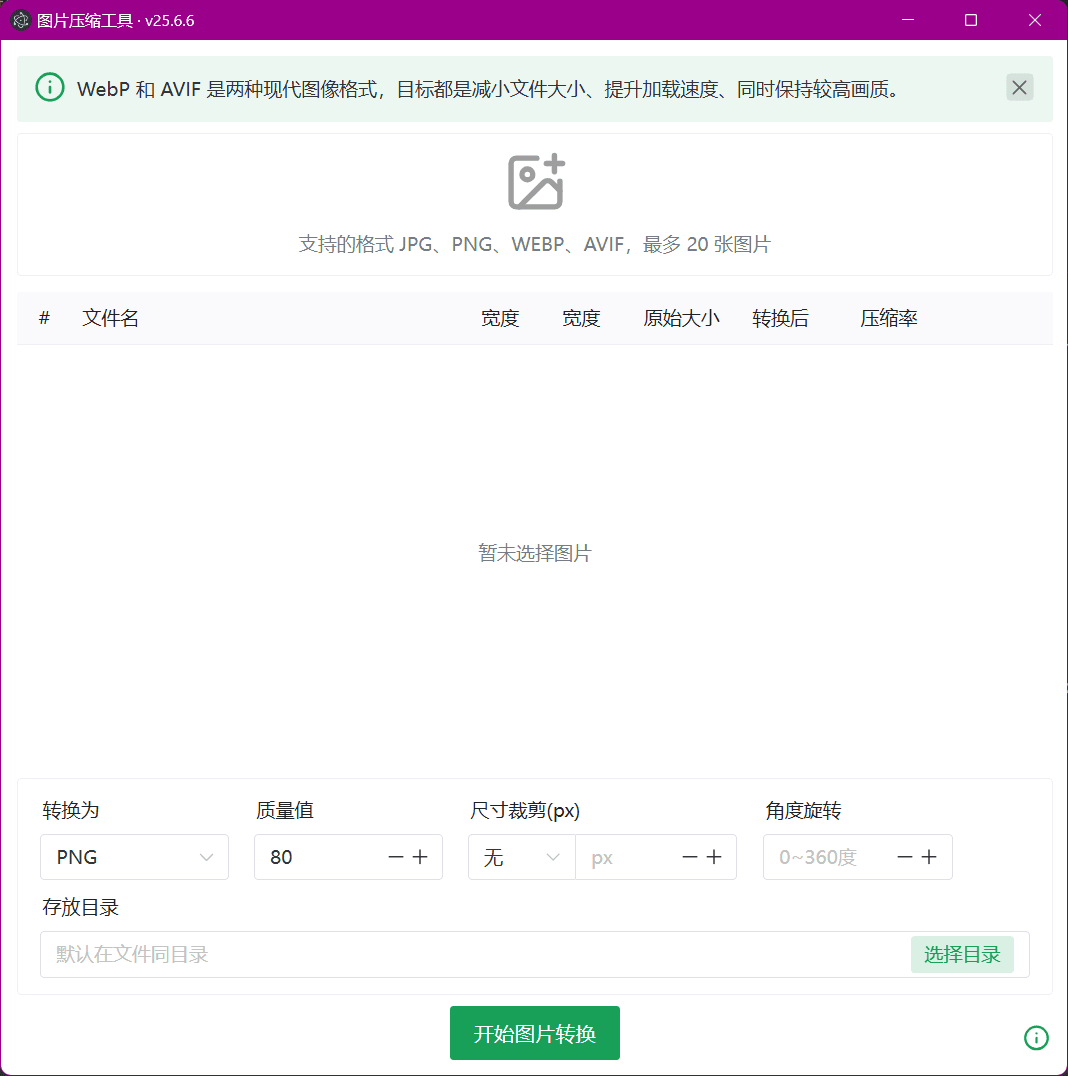 图片压缩工具 · v25.6.6
WebP 和 AVIF 是两种现代图像格式，目标都是减小文件大小、提升加载速度、同时保持较高画质。
支持的格式 JPG、PNG、WEBP、AVIF，最多 20 张图片
# 文件名 宽度 宽度 原始大小 转换后 压缩率
暂未选择图片
转换为 质量值 尺寸裁剪(px) 角度旋转
PNG 80 无 px 0~360度
存放目录
默认在文件同目录 选择目录
开始图片转换